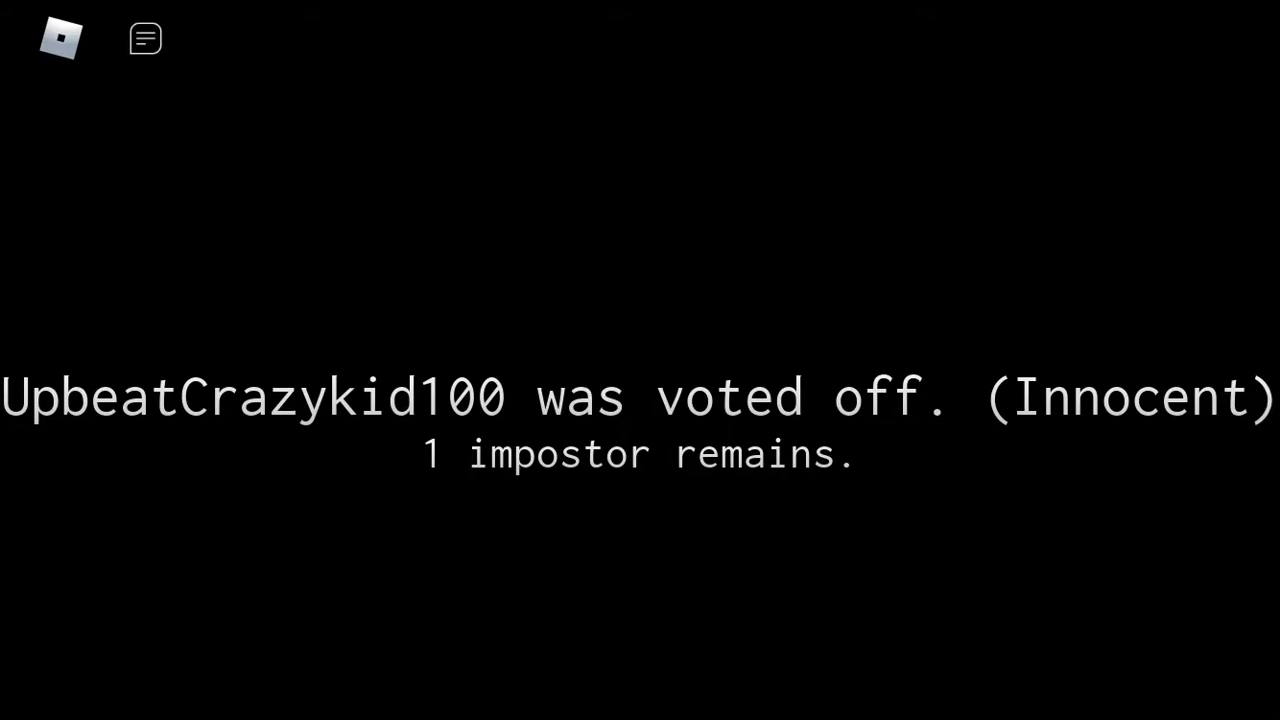 UpbeatCrazykid100 was voted off. (Innocent)
1 impostor remains.